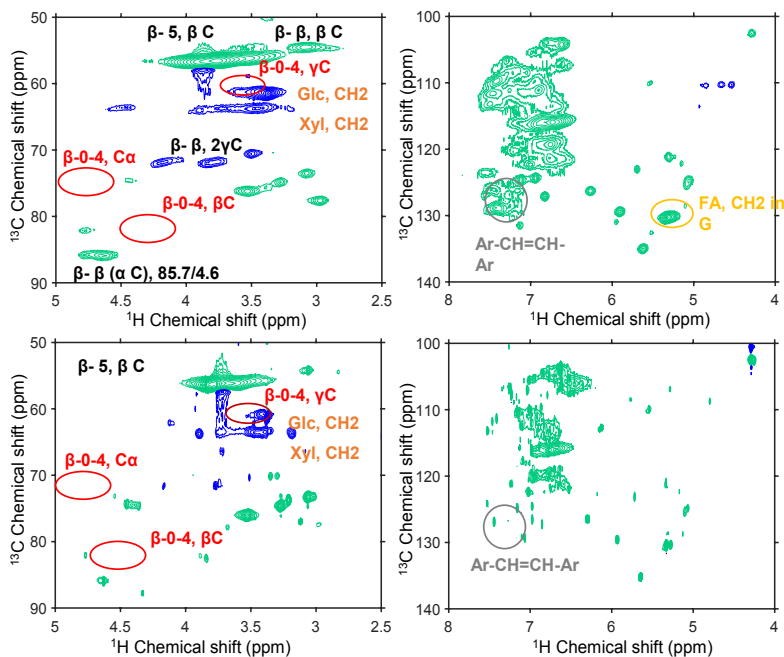 50
60
70
80
90
¹³C Chemical shift (ppm)
5
4.5
4
3.5
3
2.5
¹H Chemical shift (ppm)
β- 5, β C
β- β, β C
β-0-4, γC
Glc, CH2
Xyl, CH2
β- β, 2γC
β-0-4, Cα
β-0-4, βC
β- β (α C), 85.7/4.6
100
110
120
130
140
¹³C Chemical shift (ppm)
8
7
6
5
4
¹H Chemical shift (ppm)
Ar-CH=CH-
Ar
FA, CH2 in
G
50
60
70
80
90
¹³C Chemical shift (ppm)
5
4.5
4
3.5
3
2.5
¹H Chemical shift (ppm)
β- 5, β C
β-0-4, γC
Glc, CH2
Xyl, CH2
β-0-4, Cα
β-0-4, βC
100
110
120
130
140
¹³C Chemical shift (ppm)
8
7
6
5
4
¹H Chemical shift (ppm)
Ar-CH=CH-Ar